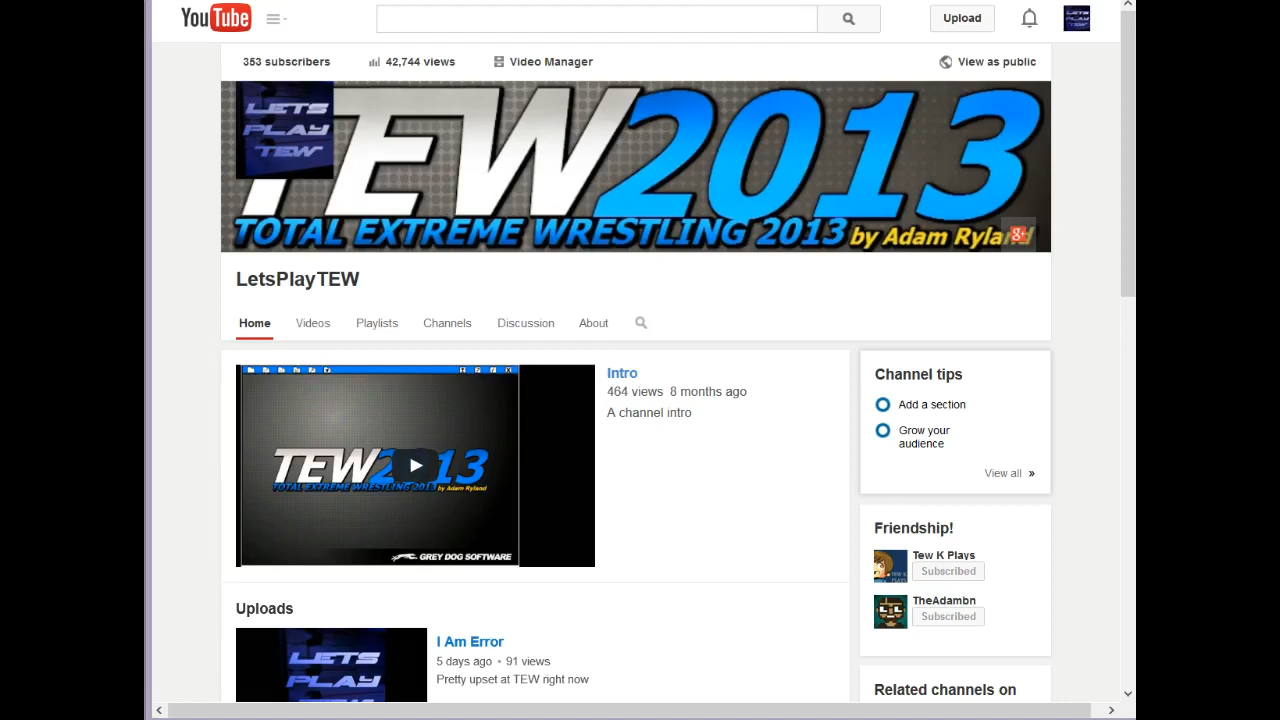 YouTube
Upload
353 subscribers
42,744 views
Video Manager
View as public
LETS
PLAY
TEW
TEW2013
TOTAL EXTREME WRESTLING 2013 by Adam Ryland
g+
LetsPlayTEW
Home
Videos
Playlists
Channels
Discussion
About
Intro
464 views 8 months ago
A channel intro
TEW2013
TOTAL EXTREME WRESTLING 2013 by Adam Ryland
GREY DOG SOFTWARE
Channel tips
Add a section
Grow your
audience
View all »
Friendship!
Tew K Plays
Subscribed
TheAdambn
Subscribed
Uploads
LETS
PLAY
I Am Error
5 days ago • 91 views
Pretty upset at TEW right now
Related channels on